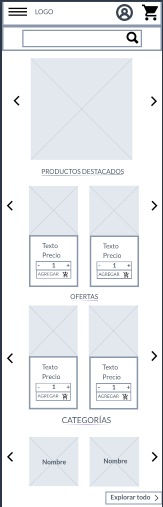 LOGO
PRODUCTOS DESTACADOS
Texto Texto
Precio Precio
- 1 + - 1 +
AGREGAR AGREGAR
OFERTAS
Texto Texto
Precio Precio
- 1 + - 1 +
AGREGAR AGREGAR
CATEGORÍAS
Nombre Nombre
Explorar todo